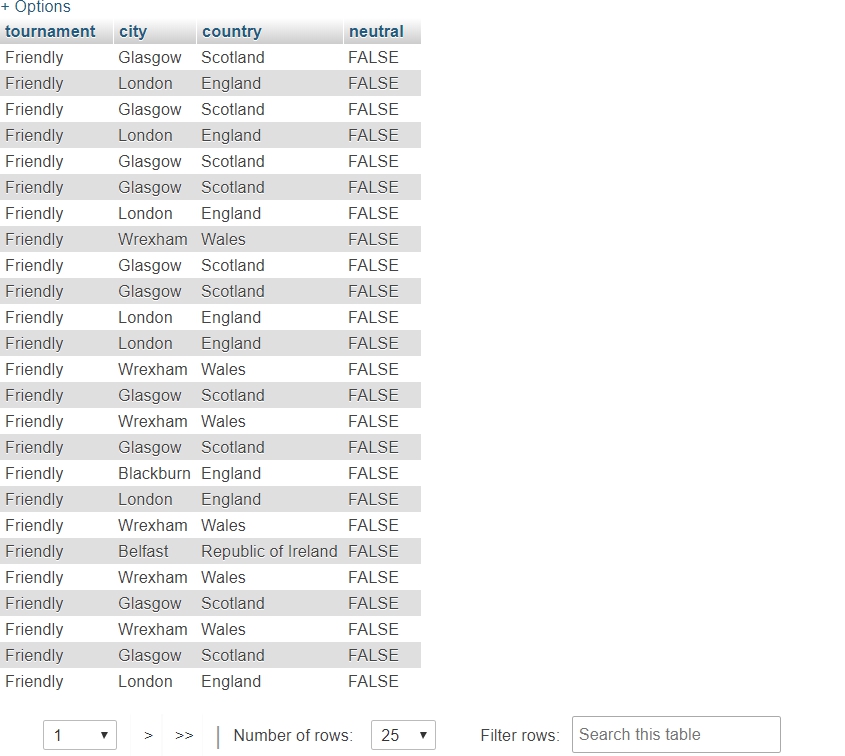 + Options
tournament city country neutral
Friendly Glasgow Scotland FALSE
Friendly London England FALSE
Friendly Glasgow Scotland FALSE
Friendly London England FALSE
Friendly Glasgow Scotland FALSE
Friendly Glasgow Scotland FALSE
Friendly London England FALSE
Friendly Wrexham Wales FALSE
Friendly Glasgow Scotland FALSE
Friendly Glasgow Scotland FALSE
Friendly London England FALSE
Friendly London England FALSE
Friendly Wrexham Wales FALSE
Friendly Glasgow Scotland FALSE
Friendly Wrexham Wales FALSE
Friendly Glasgow Scotland FALSE
Friendly Blackburn England FALSE
Friendly London England FALSE
Friendly Wrexham Wales FALSE
Friendly Belfast Republic of Ireland FALSE
Friendly Wrexham Wales FALSE
Friendly Glasgow Scotland FALSE
Friendly Wrexham Wales FALSE
Friendly Glasgow Scotland FALSE
Friendly London England FALSE
1 > >> | Number of rows: 25 Filter rows: Search this table